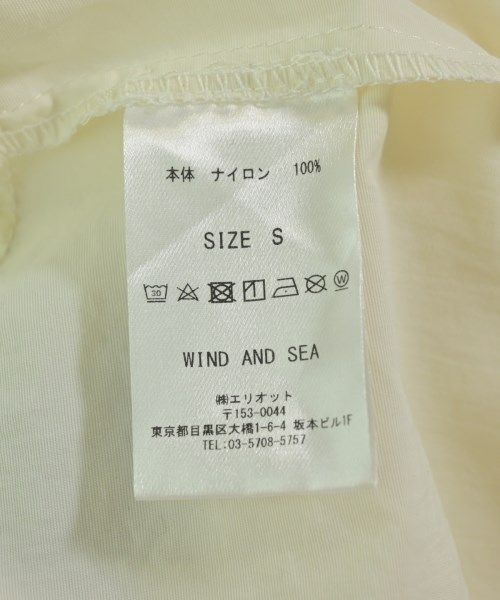 本体 ナイロン 100%
SIZE S
30 W
WIND AND SEA
㈱エリオット
〒153-0044
東京都目黒区大橋1-6-4 坂本ビル1F
TEL:03-5708-5757